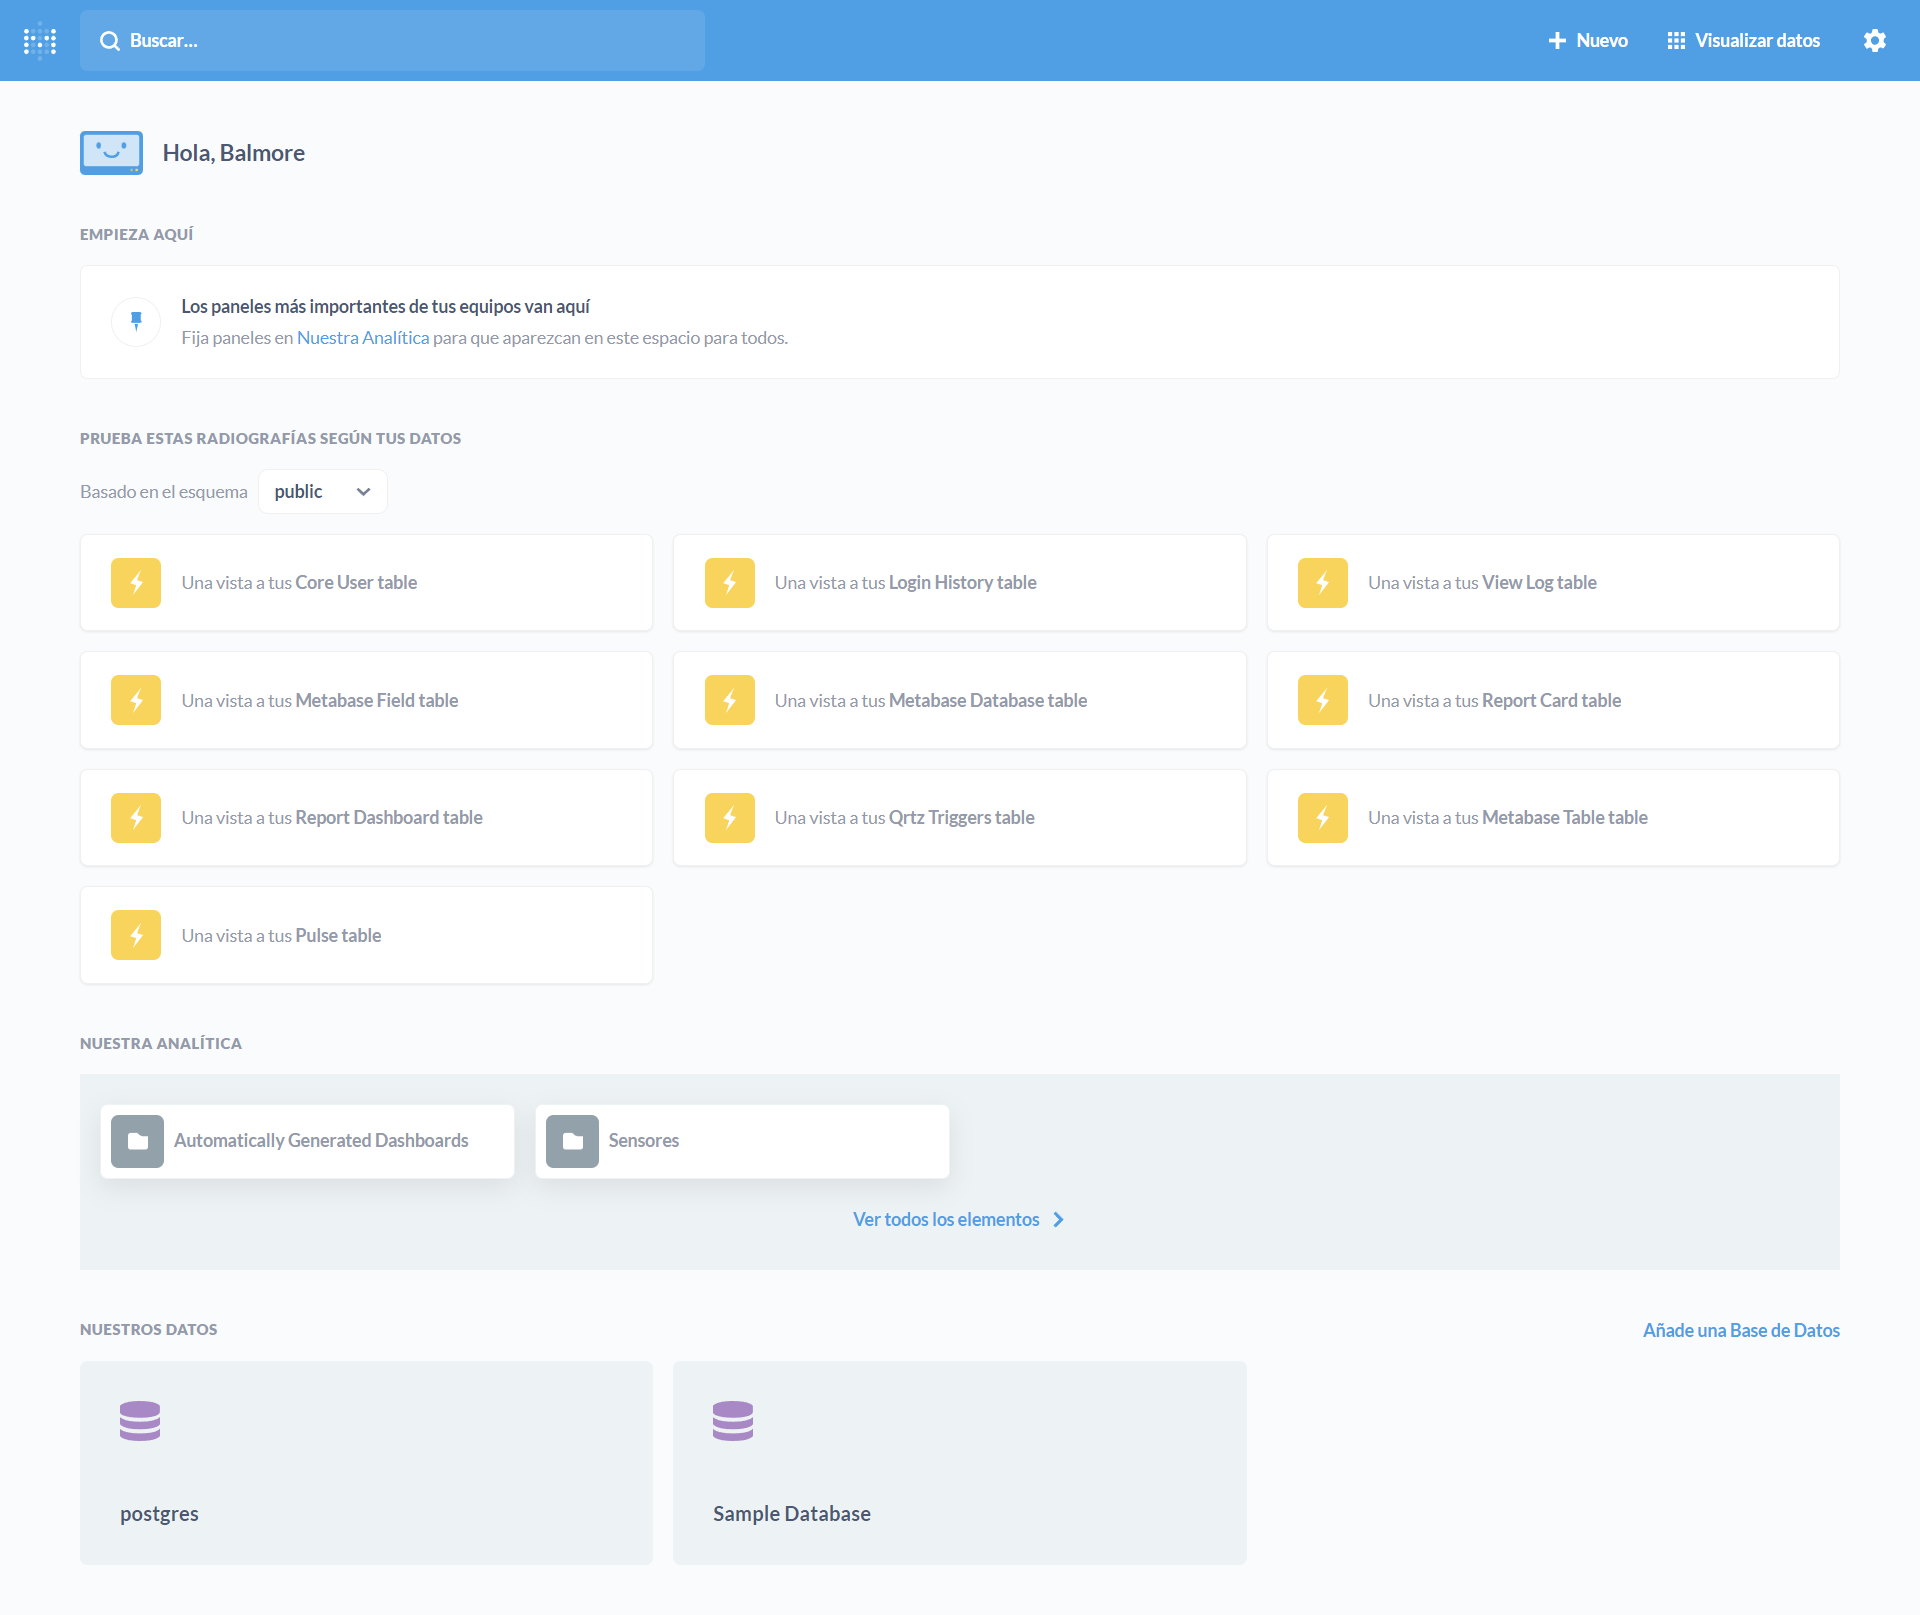 Buscar...
Nuevo
Visualizar datos
Hola, Balmore
EMPIEZA AQUÍ
Los paneles más importantes de tus equipos van aquí
Fija paneles en Nuestra Analítica para que aparezcan en este espacio para todos.
PRUEBA ESTAS RADIOGRAFÍAS SEGÚN TUS DATOS
Basado en el esquema public
Una vista a tus Core User table
Una vista a tus Login History table
Una vista a tus View Log table
Una vista a tus Metabase Field table
Una vista a tus Metabase Database table
Una vista a tus Report Card table
Una vista a tus Report Dashboard table
Una vista a tus Qrtz Triggers table
Una vista a tus Metabase Table table
Una vista a tus Pulse table
NUESTRA ANALÍTICA
Automatically Generated Dashboards
Sensores
Ver todos los elementos
NUESTROS DATOS
Añade una Base de Datos
postgres
Sample Database